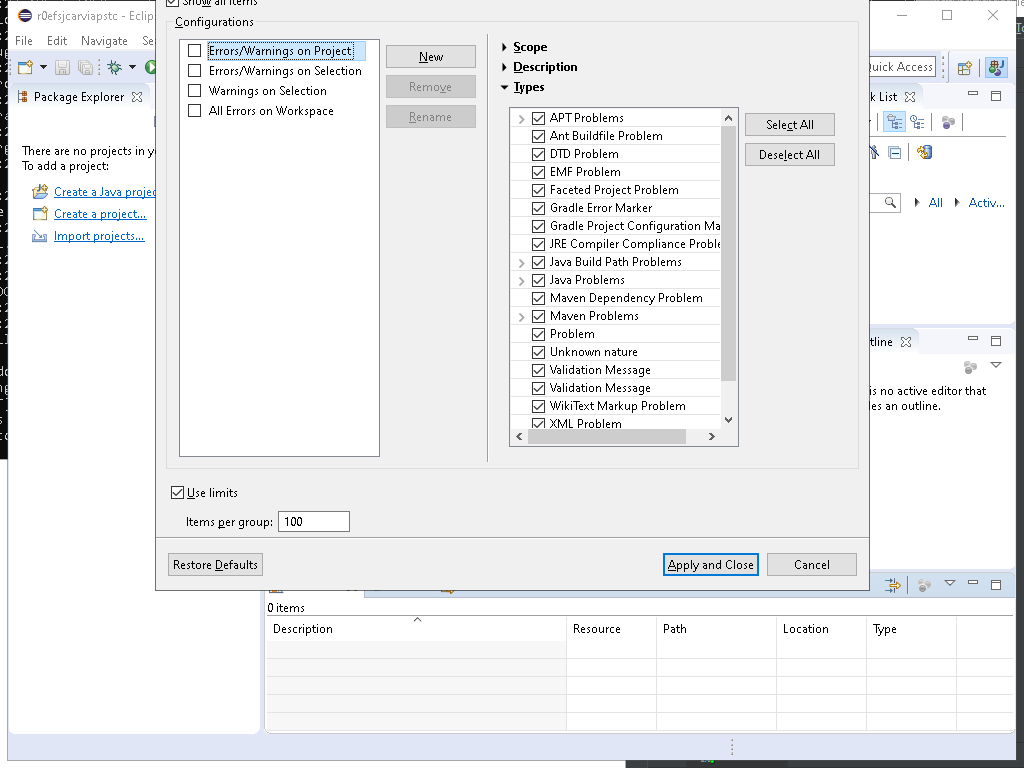 r0efsjcarviapstc - Eclip
Show all items
File Edit Navigate Se
Configurations
Errors/Warnings on Project
Errors/Warnings on Selection
Warnings on Selection
All Errors on Workspace
New
Remove
Rename
Scope
Description
Types
APT Problems
Ant Buildfile Problem
DTD Problem
EMF Problem
Faceted Project Problem
Gradle Error Marker
Gradle Project Configuration Ma
JRE Compiler Compliance Proble
Java Build Path Problems
Java Problems
Maven Dependency Problem
Maven Problems
Problem
Unknown nature
Validation Message
Validation Message
WikiText Markup Problem
XML Problem
Select All
Deselect All
Use limits
Items per group: 100
Restore Defaults
Apply and Close
Cancel
Quick Access
Package Explorer
There are no projects in y
To add a project:
Create a Java projec
Create a project...
Import projects...
k List
All
Activ...
tline
is no active editor that
es an outline.
0 items
Description Resource Path Location Type